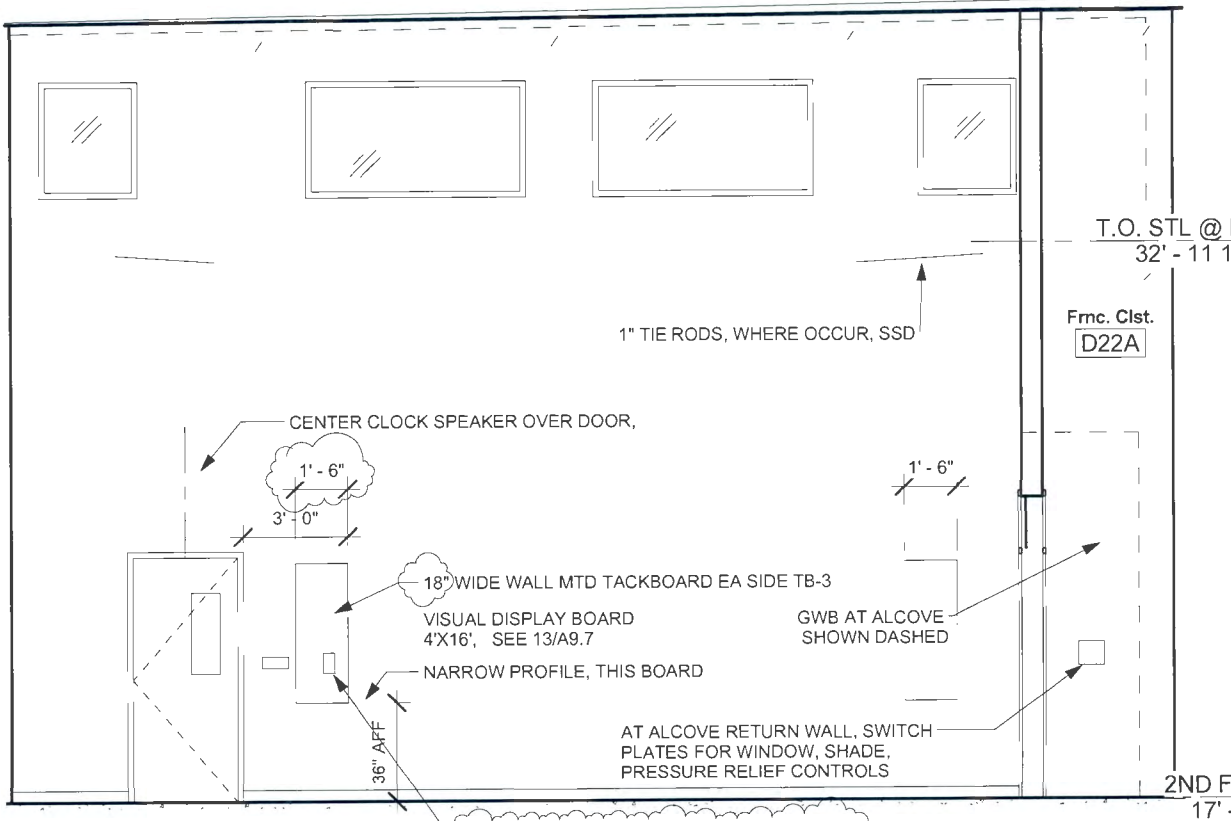 T.O. STL @
32' - 11 1
1" TIE RODS, WHERE OCCUR, SSD
Frnc. Clst.
D22A
CENTER CLOCK SPEAKER OVER DOOR,
1' - 6"
1' - 6"
3' - 0"
18" WIDE WALL MTD TACKBOARD EA SIDE TB-3
VISUAL DISPLAY BOARD
4'X16', SEE 13/A9.7
GWB AT ALCOVE
SHOWN DASHED
NARROW PROFILE, THIS BOARD
36" AFF
AT ALCOVE RETURN WALL, SWITCH
PLATES FOR WINDOW, SHADE,
PRESSURE RELIEF CONTROLS
2ND F
17' -